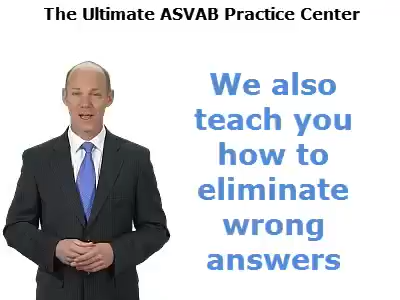 The Ultimate ASVAB Practice Center
We also
teach you
how to
eliminate
wrong
answers